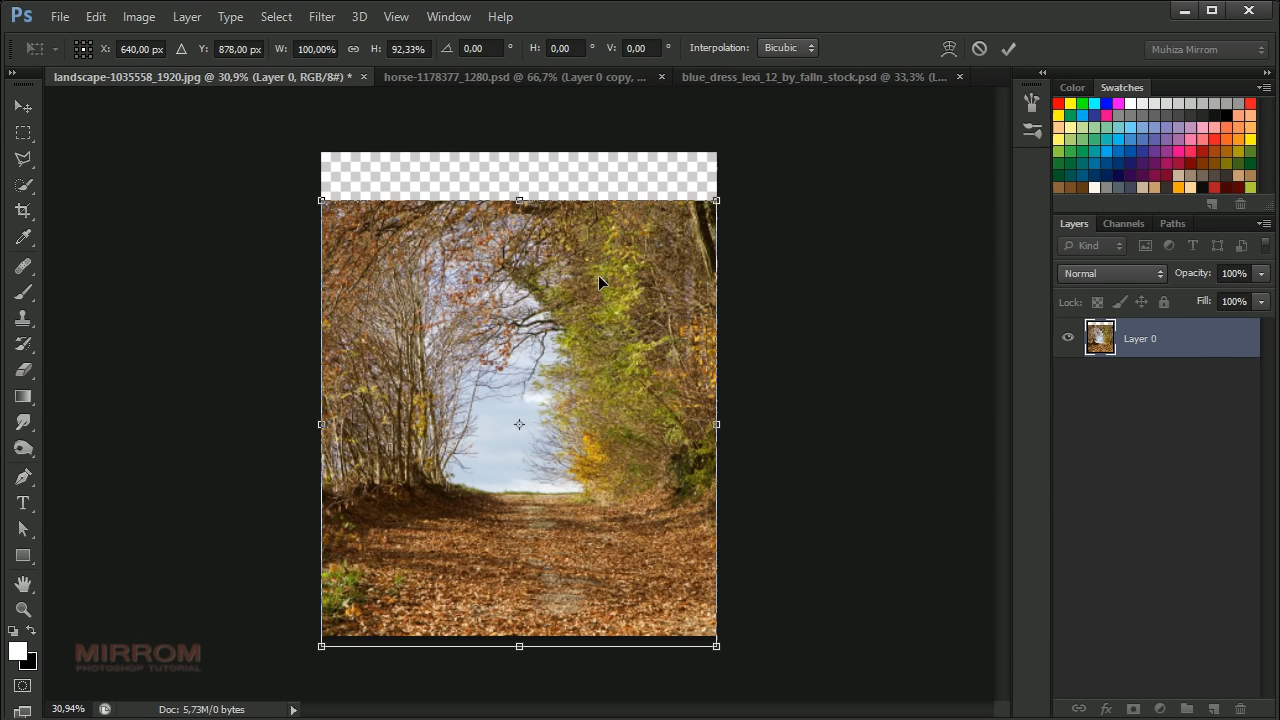 Ps File Edit Image Layer Type Select Filter 3D View Window Help
X: 640,00 px Y: 878,00 px W: 100,00% H: 92,33% 0,00 ° H: 0,00 ° V: 0,00 ° Interpolation: Bicubic Muhiza Mirrom
landscape-1035558_1920.jpg @ 30,9% (Layer 0, RGB/8#) * × horse-1178377_1280.psd @ 66,7% (Layer 0 copy, ... × blue_dress_lexi_12_by_falln_stock.psd @ 33,3% (L... ×
Color Swatches
Layers Channels Paths
Kind
Normal Opacity: 100%
Lock: Fill: 100%
Layer 0
MIRROM
PHOTOSHOP TUTORIAL
30,94% Doc: 5,73M/0 bytes